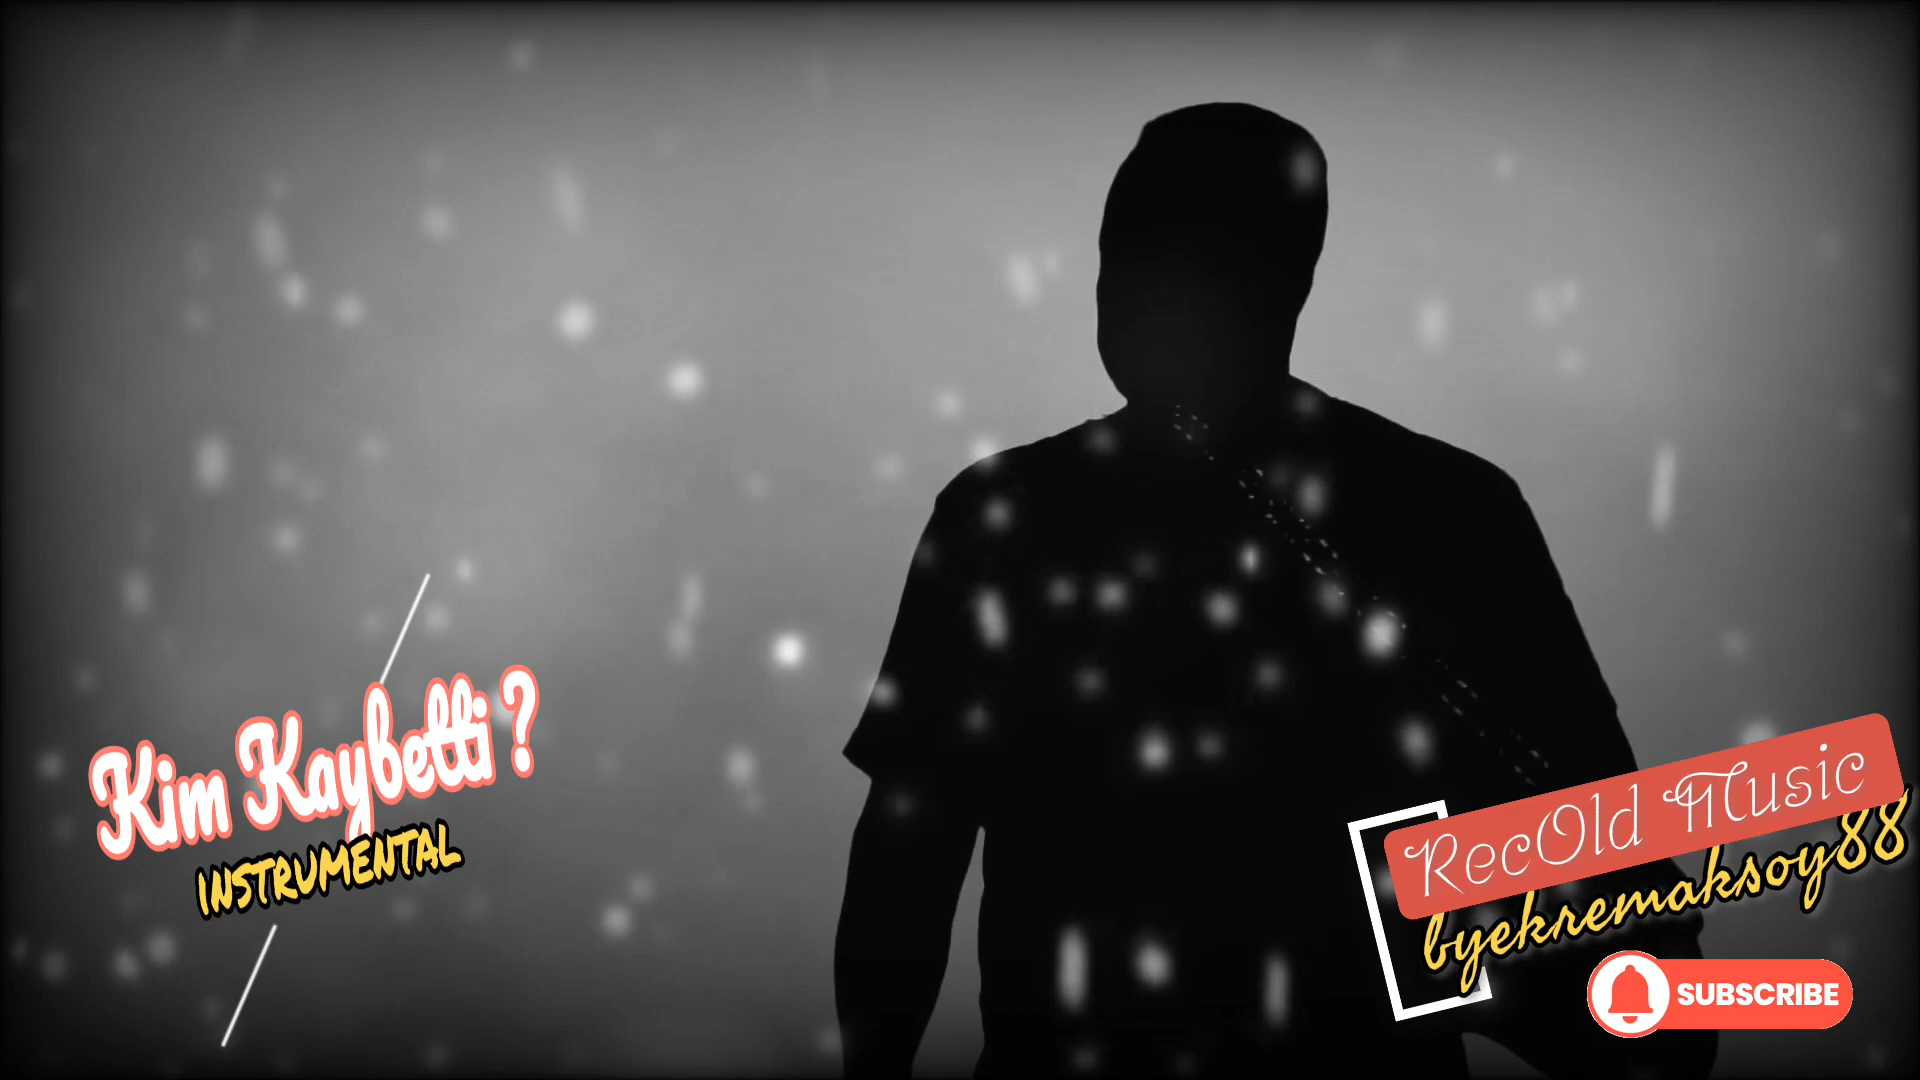 Kim Kaybetti ?
INSTRUMENTAL
RecOld Music
byekremaksoy88
SUBSCRIBE